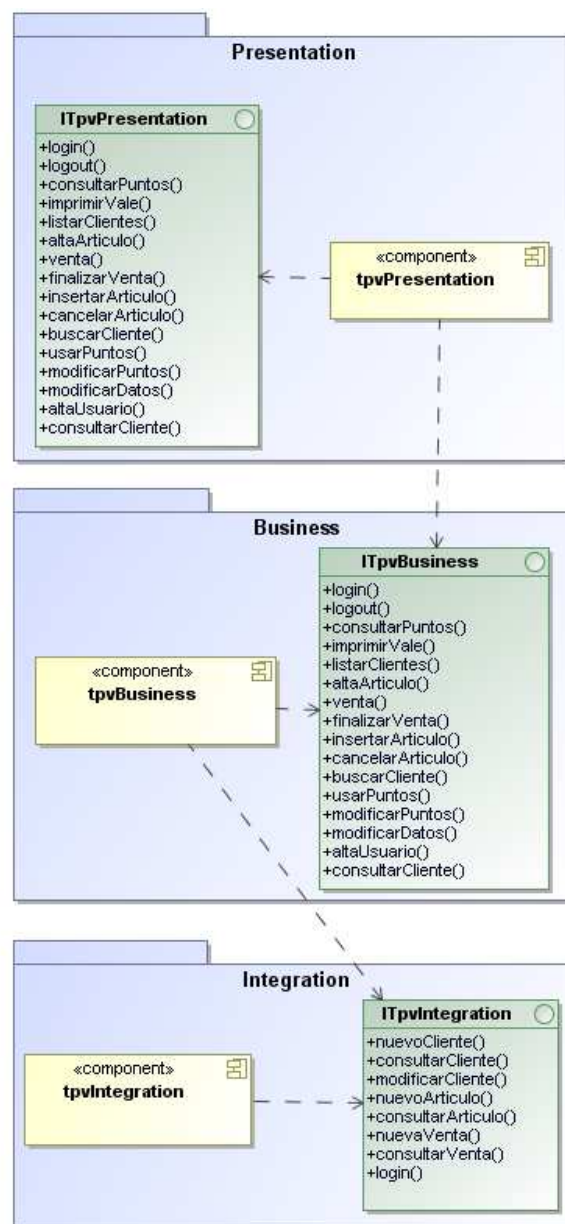 Presentation
ITpvPresentation
+login()
+logout()
+consultarPuntos()
+imprimirVale()
+listarClientes()
+altaArticulo()
+venta()
+finalizarVenta()
+insertarArticulo()
+cancelarArticulo()
+buscarCliente()
+usarPuntos()
+modificarPuntos()
+modificarDatos()
+altaUsuario()
+consultarCliente()
«component»
tpvPresentation
Business
ITpvBusiness
+login()
+logout()
+consultarPuntos()
+imprimirVale()
+listarClientes()
+altaArticulo()
+venta()
+finalizarVenta()
+insertarArticulo()
+cancelarArticulo()
+buscarCliente()
+usarPuntos()
+modificarPuntos()
+modificarDatos()
+altaUsuario()
+consultarCliente()
«component»
tpvBusiness
Integration
ITpvIntegration
+nuevoCliente()
+consultarCliente()
+modificarCliente()
+nuevoArticulo()
+consultarArticulo()
+nuevaVenta()
+consultarVenta()
+login()
«component»
tpvIntegration